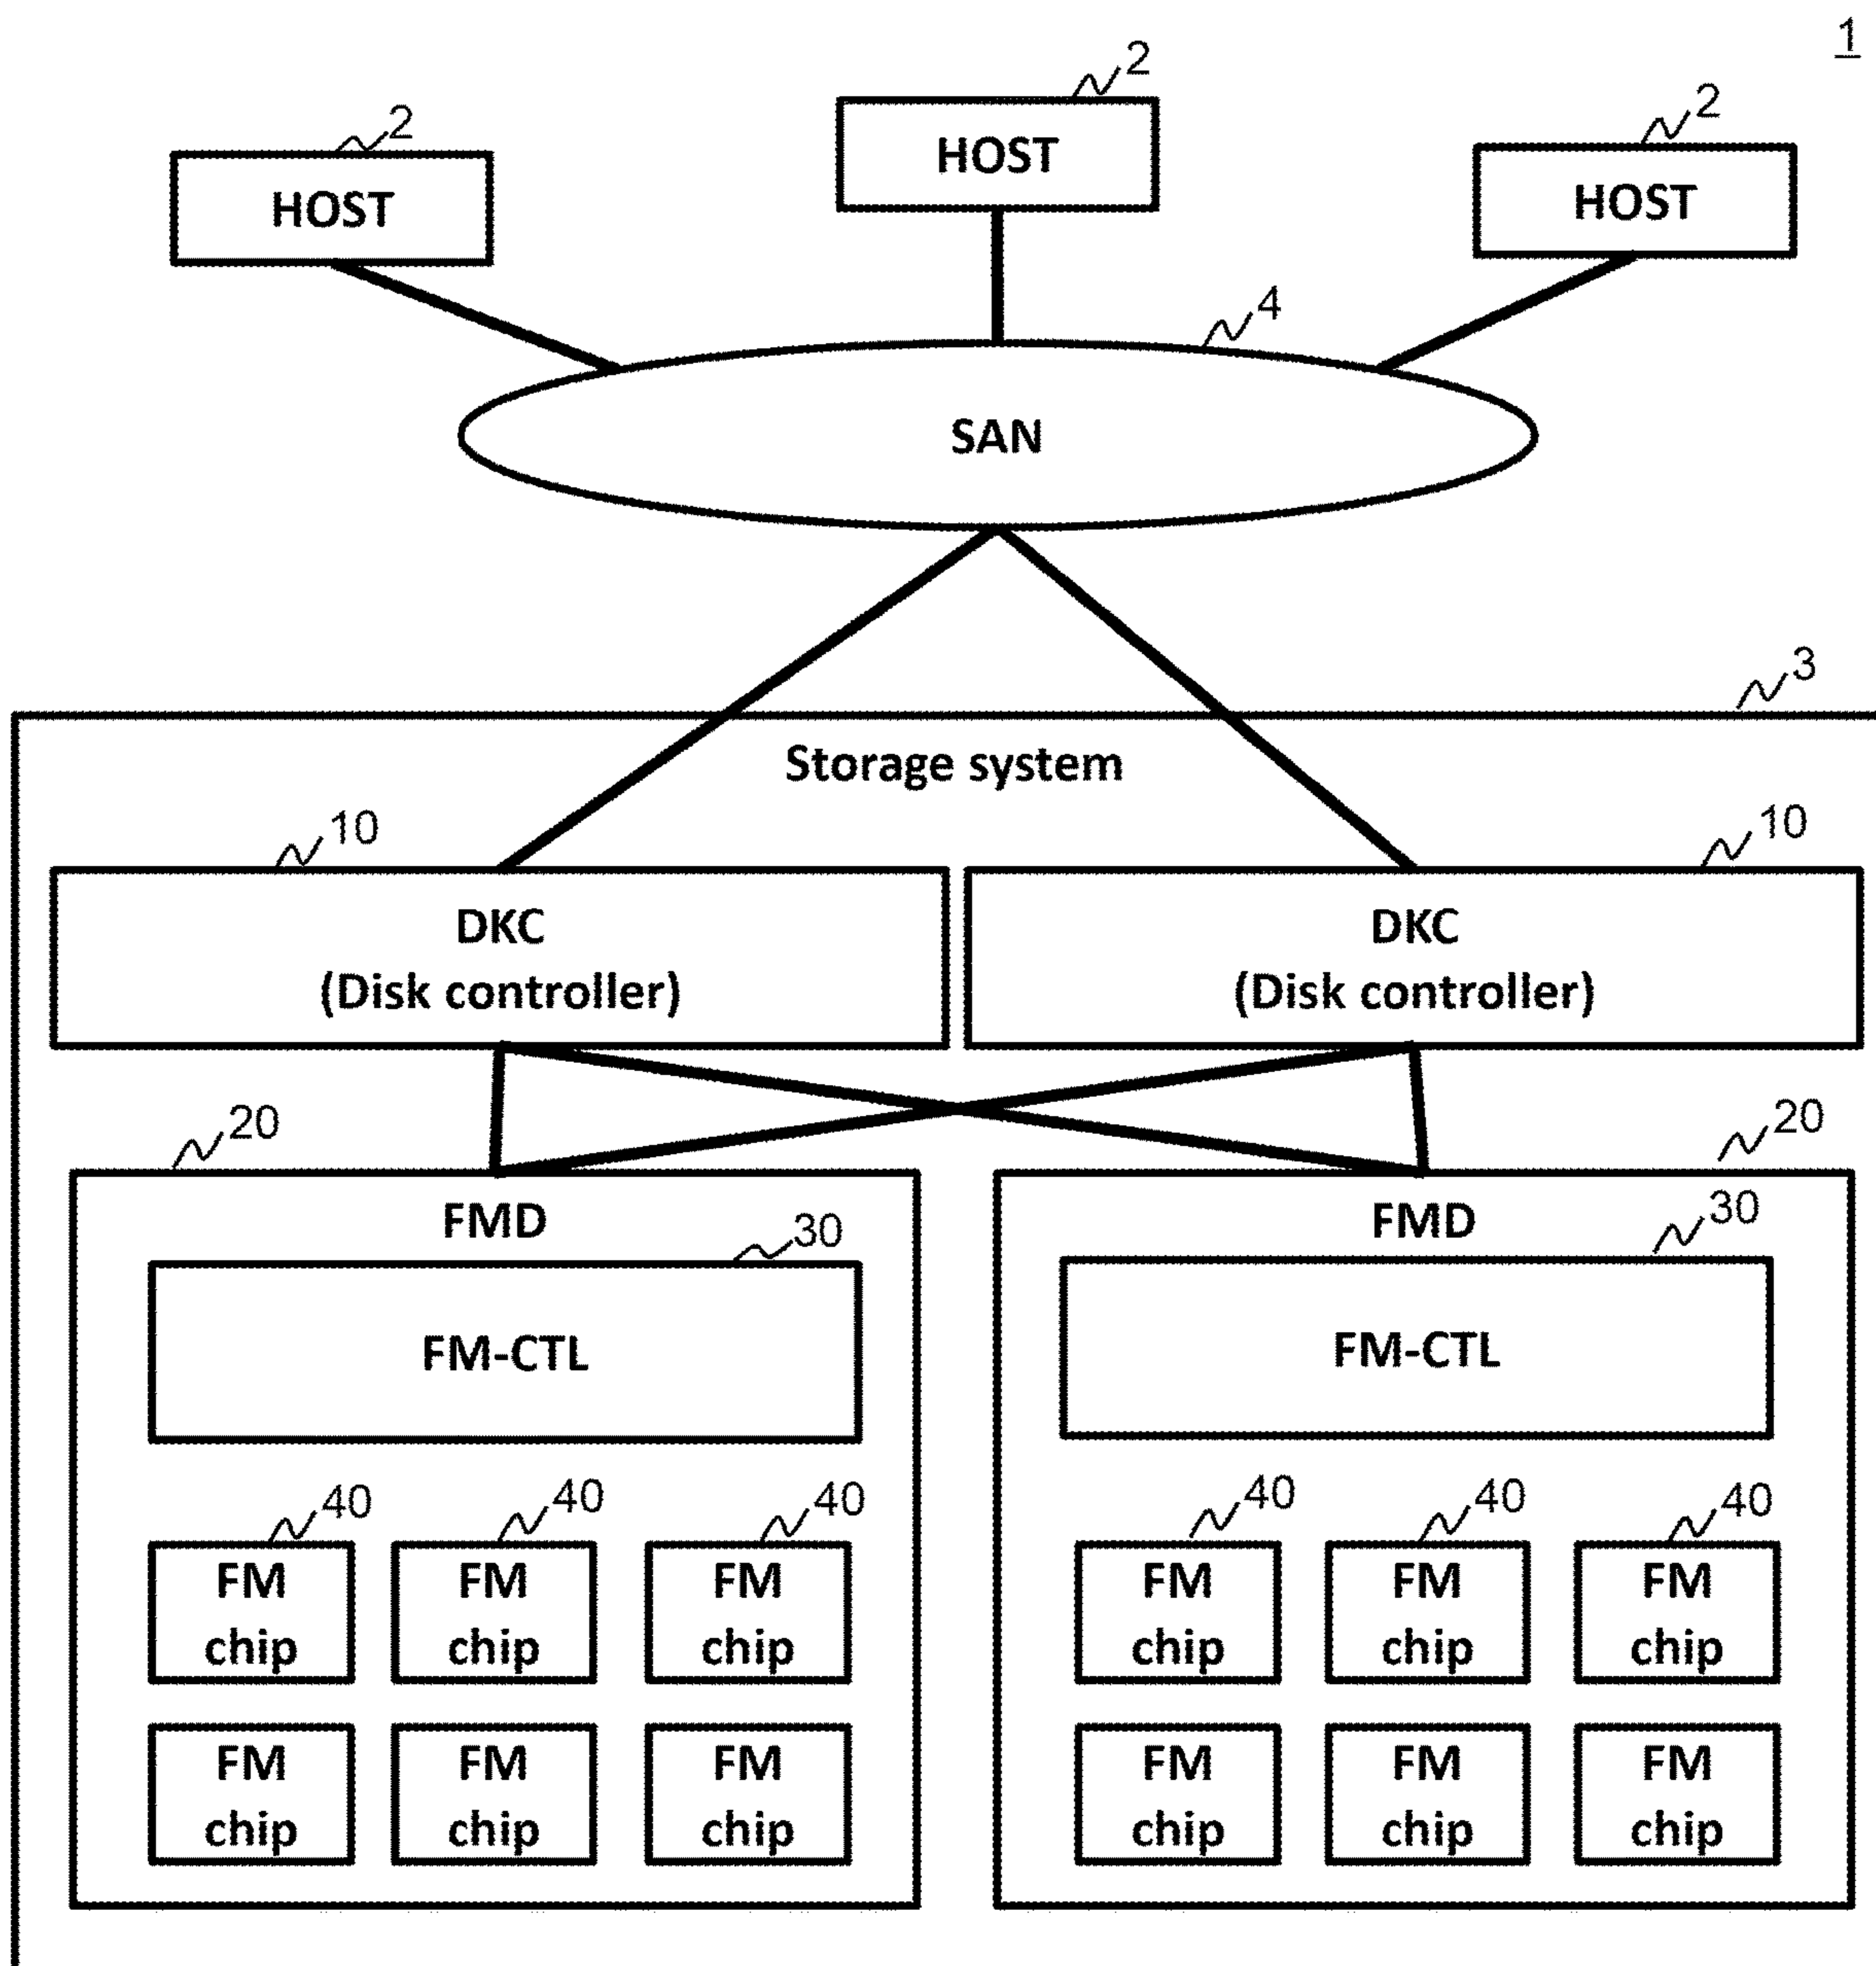 1
2
2
2
HOST
HOST
HOST
4
SAN
3
Storage system
10
10
DKC
(Disk controller)
DKC
(Disk controller)
20
20
FMD
FMD
30
30
FM-CTL
FM-CTL
40
40
40
40
40
40
FM
chip
FM
chip
FM
chip
FM
chip
FM
chip
FM
chip
FM
chip
FM
chip
FM
chip
FM
chip
FM
chip
FM
chip